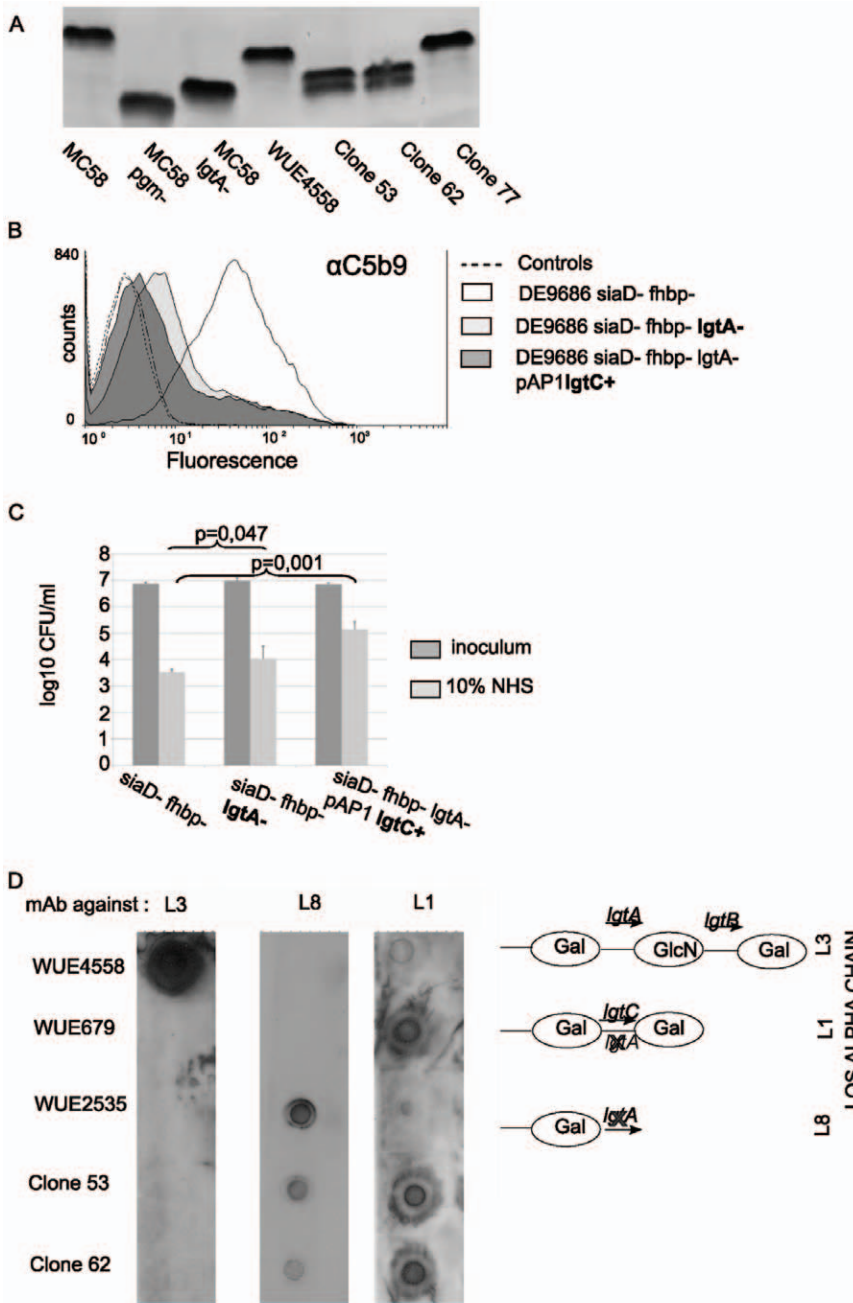 A
MC58
MC58 pgm-
MC58 lgtA-
WUE4558
Clone 53
Clone 62
Clone 77
B
840
αC5b9
counts
0
10⁰
10¹
10²
10³
Fluorescence
Controls
DE9686 siaD- fhbp-
DE9686 siaD- fhbp- lgtA-
DE9686 siaD- fhbp- lgtA-
pAP1lgtC+
C
p=0,047
p=0,001
8
7
6
5
4
3
2
1
0
log10 CFU/ml
inoculum
10% NHS
siaD- fhbp-
siaD- fhbp-
lgtA-
siaD- fhbp- lgtA-
pAP1 lgtC+
D
mAb against : L3 L8 L1
WUE4558
WUE679
WUE2535
Clone 53
Clone 62
lgtA lgtB
Gal GlcN Gal L3
lgtC
Gal Gal L1
lgtA
lgtA
Gal L8
LOS ALPHA CHAIN